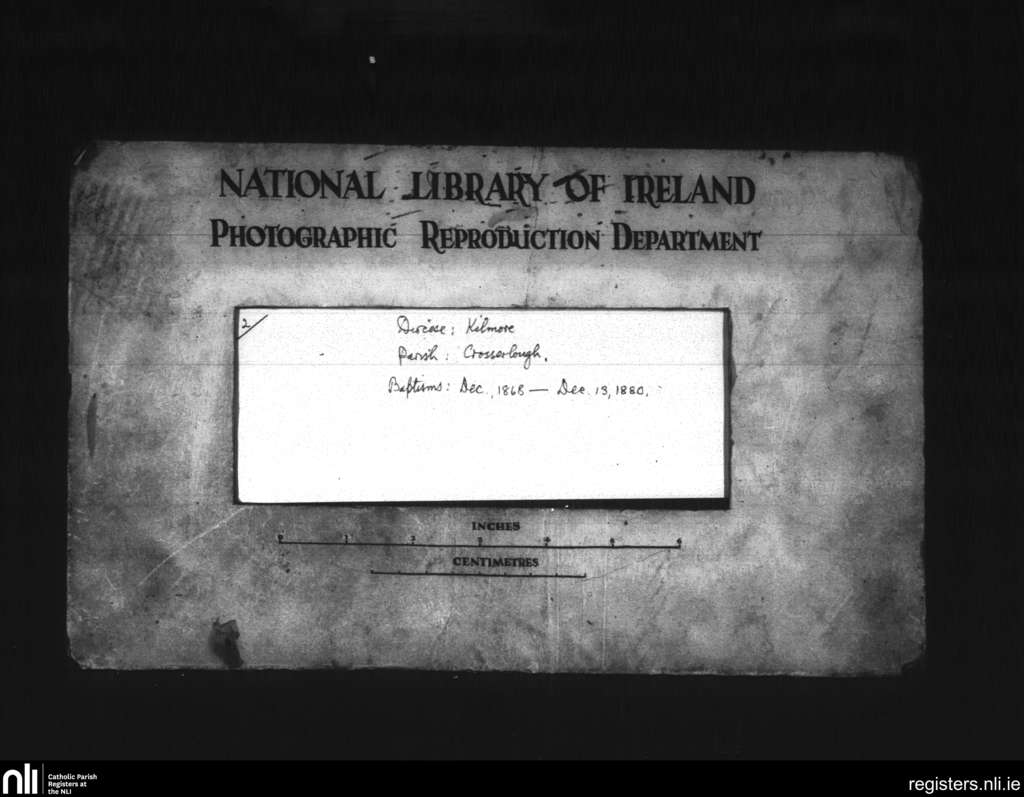 NATIONAL LIBRARY OF IRELAND
PHOTOGRAPHIC REPRODUCTION DEPARTMENT
2/
Diocese: Kilmore
Parish: Crosserlough.
Baptisms: Dec., 1868 — Dec. 13, 1880.
INCHES
0 1 2 3 4 5 6
CENTIMETRES
nli
Catholic Parish
Registers at
the NLI
registers.nli.ie